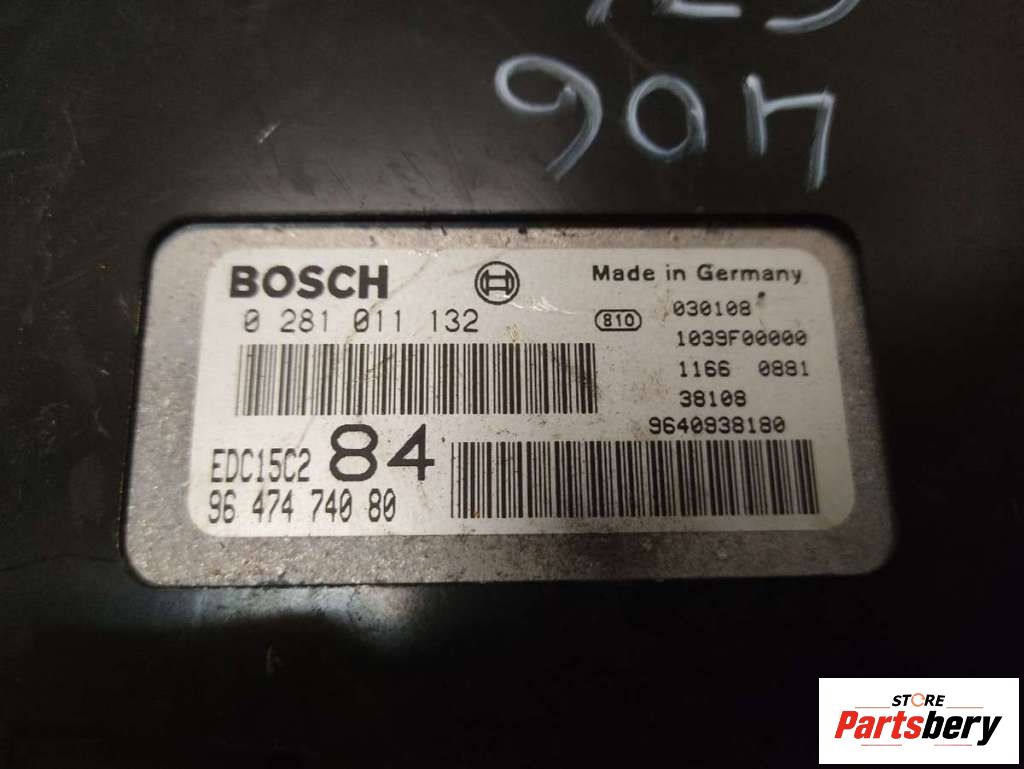 90H
BOSCH
Made in Germany
0 281 011 132
810
030108
1039F00000
1166 0881
38108
9640938180
EDC15C2
84
96 474 740 80
STORE
Partsbery